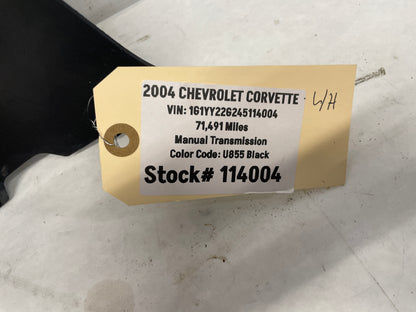 2004 CHEVROLET CORVETTE
VIN: 1G1YY22G245114004
71,491 Miles
Manual Transmission
Color Code: U855 Black
Stock# 114004